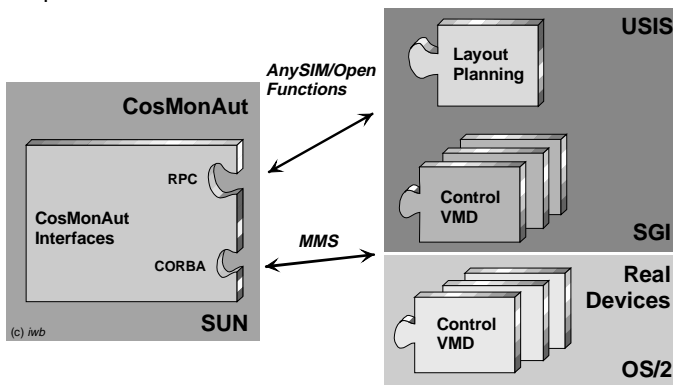 USIS
Layout
Planning
AnySIM/Open
Functions
CosMonAut
RPC
CosMonAut
Interfaces
Control
VMD
SGI
MMS
CORBA
Real
Devices
(c) iwb
SUN
Control
VMD
OS/2